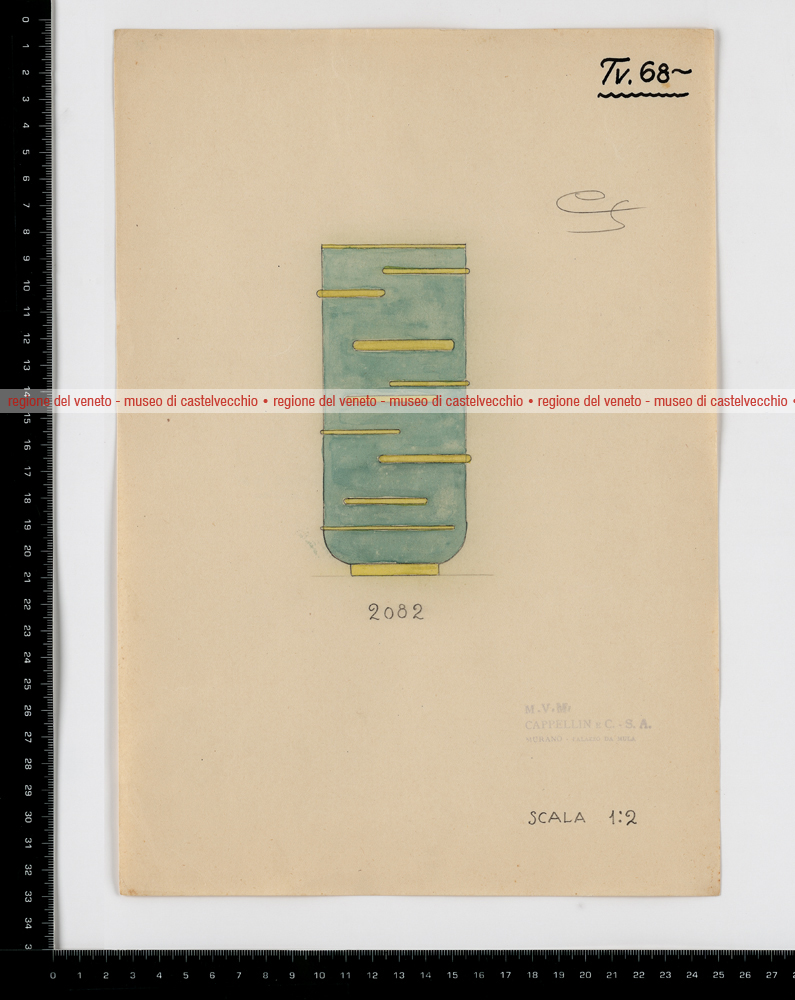 Tv. 68~
regione del veneto - museo di castelvecchio • regione del veneto - museo di castelvecchio • regione del veneto - museo di castelvecchio •
2082
M.V.M.
CAPPELLIN & C. - S. A.
MURANO -
SCALA 1:2
0 1 2 3 4 5 6 7 8 9 10 11 12 13 14 15 16 17 18 19 20 21 22 23 24 25 26 27 28 29 30 31 32 33 34 3
0 1 2 3 4 5 6 7 8 9 10 11 12 13 14 15 16 17 18 19 20 21 22 23 24 25 26 27 2